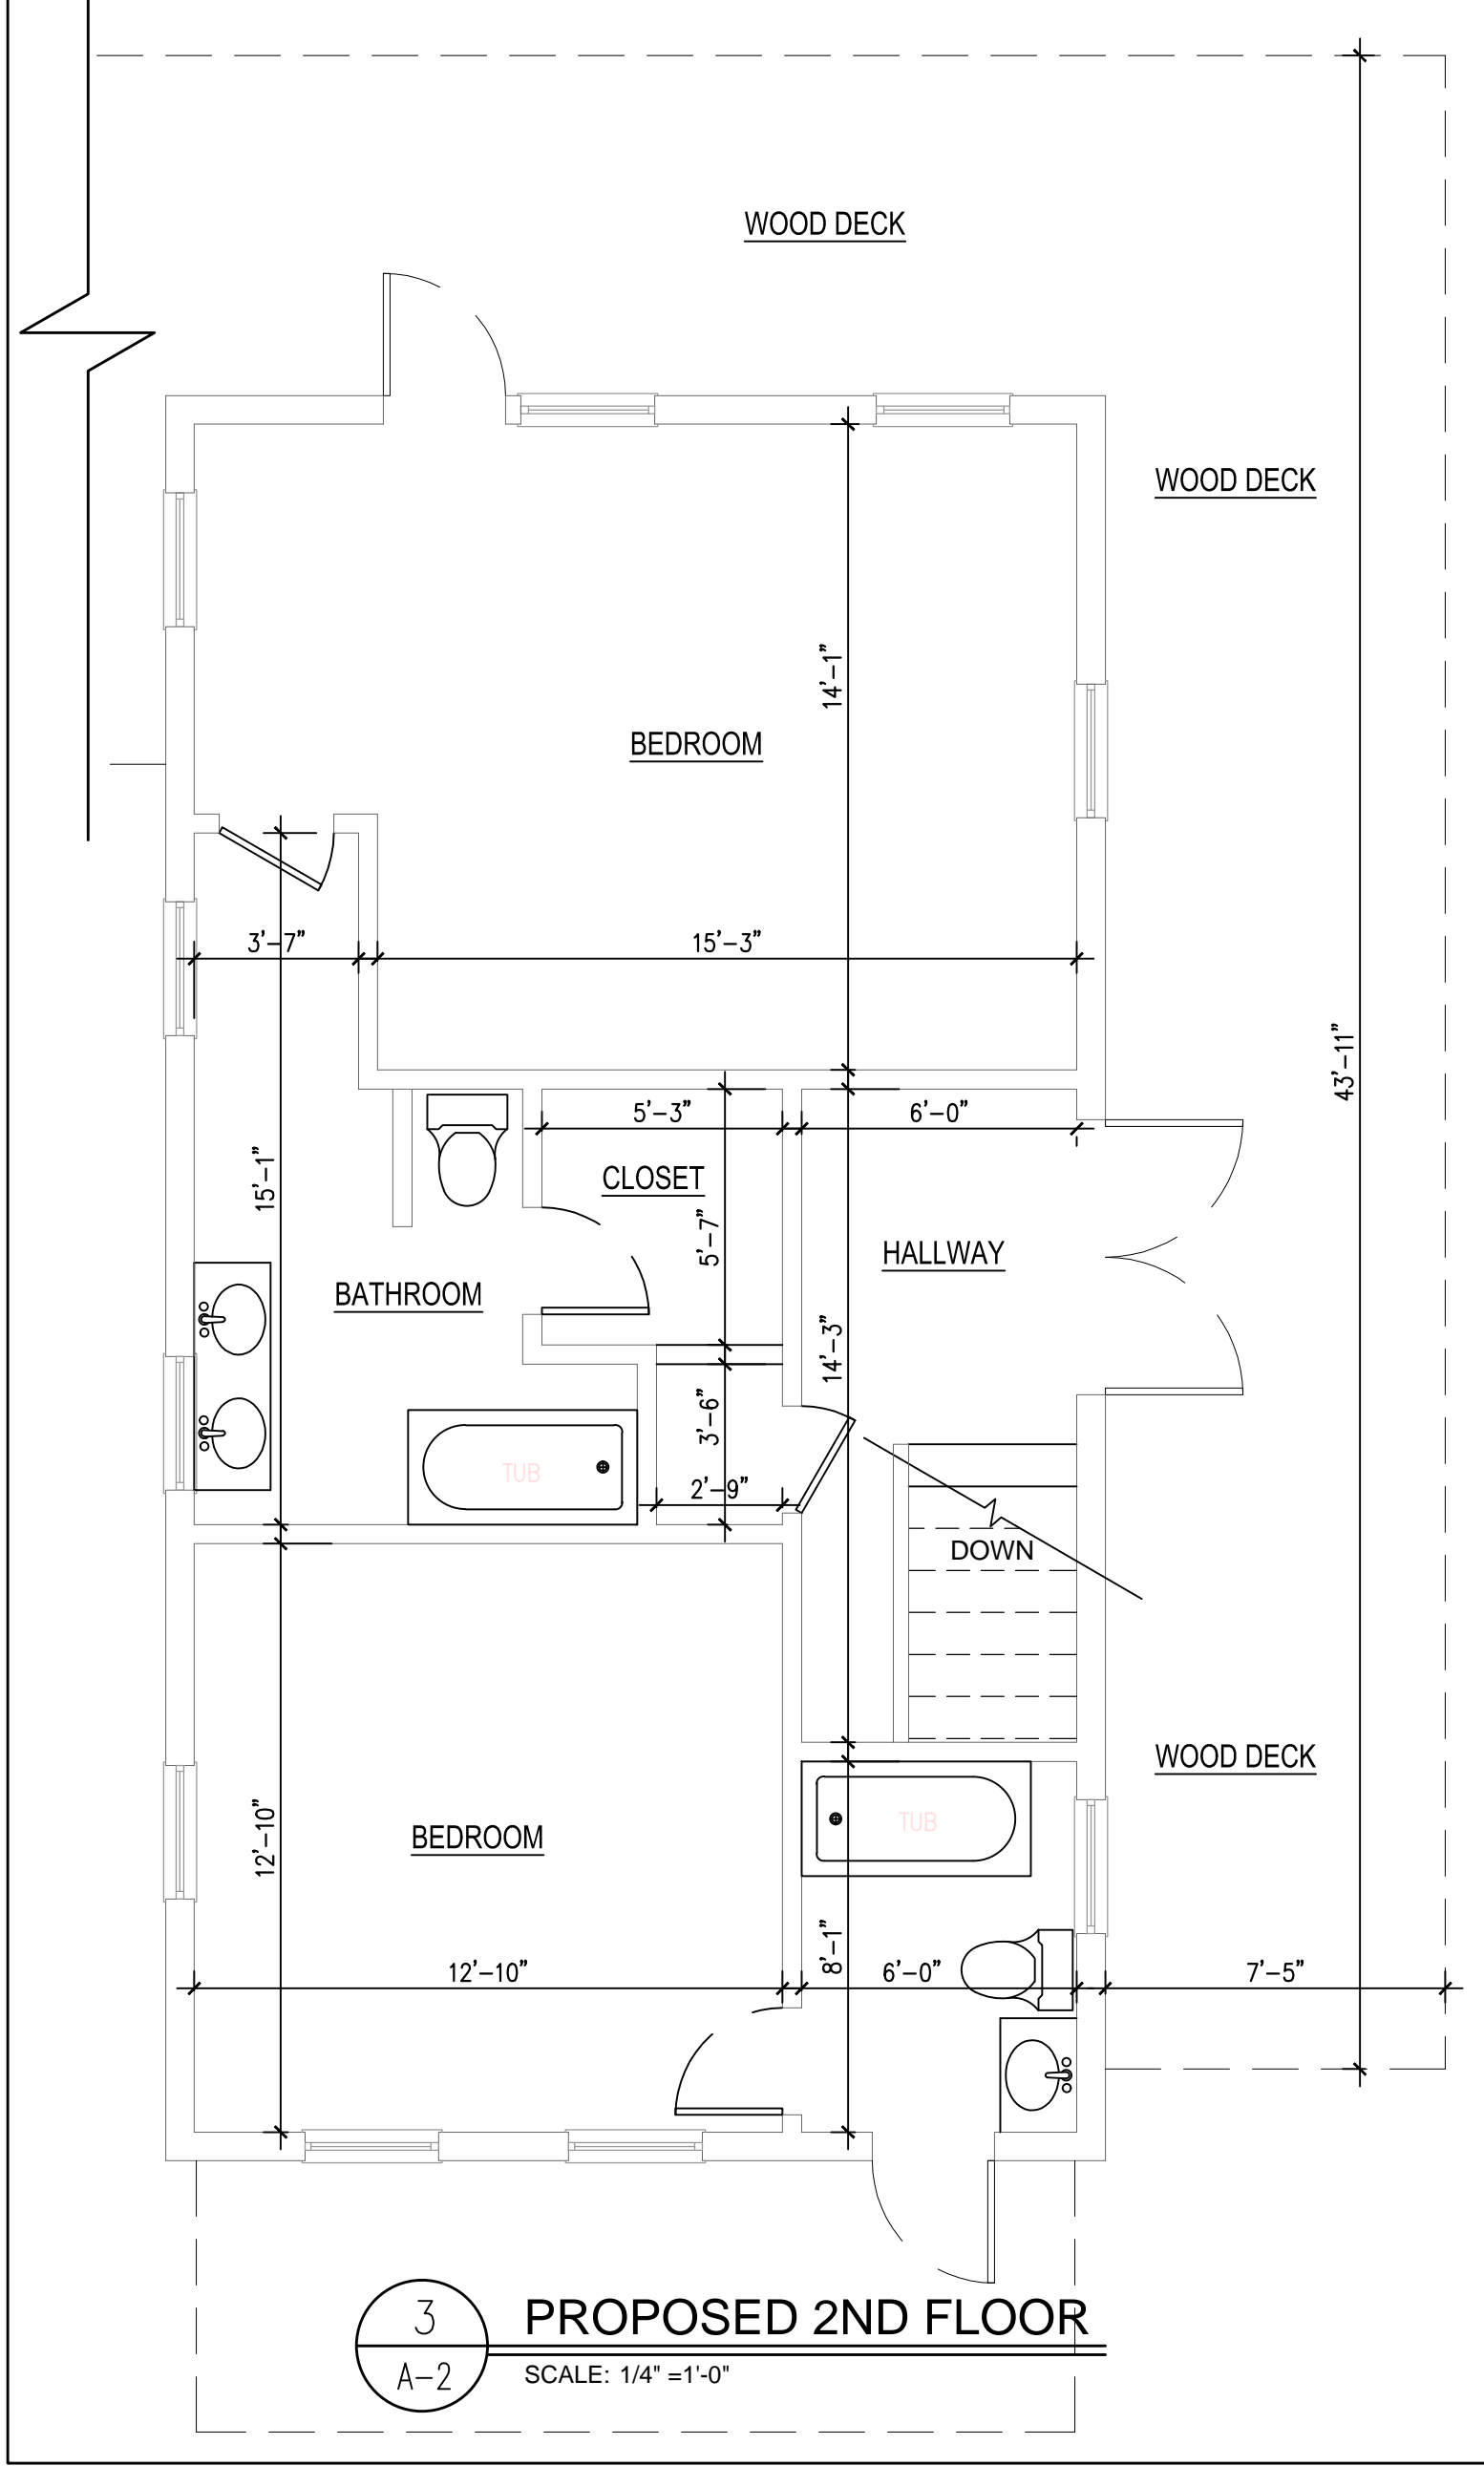 WOOD DECK
WOOD DECK
14'-1"
BEDROOM
3'-7"
15'-3"
43'-11"
5'-3"
6'-0"
15'-1"
CLOSET
5'-7"
HALLWAY
BATHROOM
14'-3"
3'-6"
TUB
2'-9"
DOWN
WOOD DECK
TUB
BEDROOM
12'-10"
8'-1"
12'-10"
6'-0"
7'-5"
3
A-2
PROPOSED 2ND FLOOR
SCALE: 1/4" =1'-0"